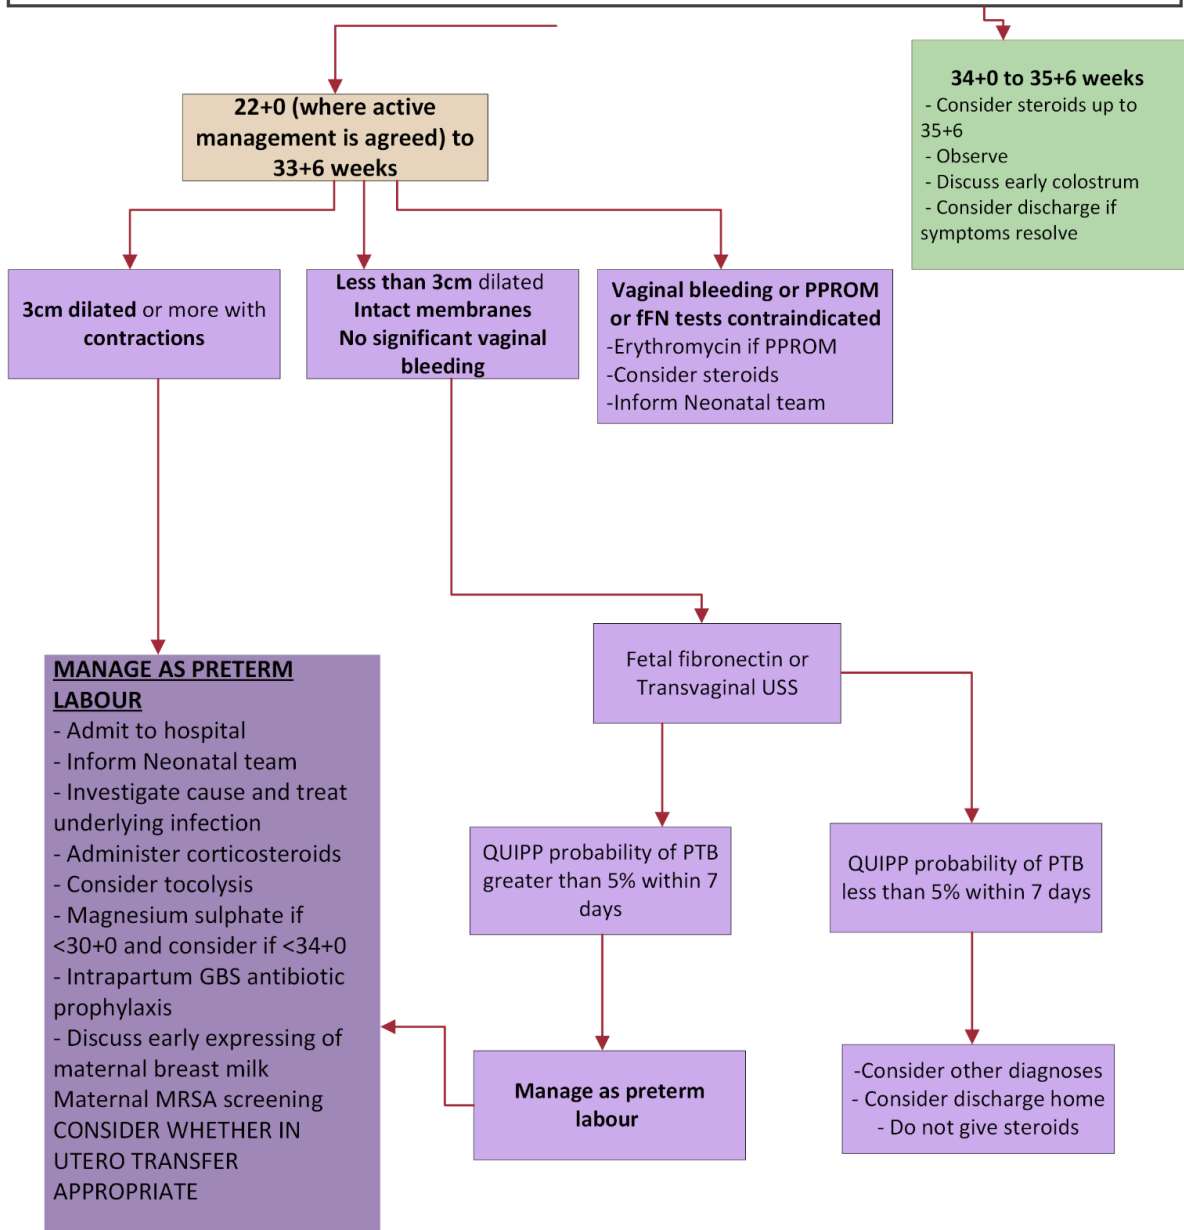 34+0 to 35+6 weeks
- Consider steroids up to
35+6
- Observe
- Discuss early colostrum
- Consider discharge if
symptoms resolve
22+0 (where active
management is agreed) to
33+6 weeks
3cm dilated or more with
contractions
Less than 3cm dilated
Intact membranes
No significant vaginal
bleeding
Vaginal bleeding or PPROM
or fFN tests contraindicated
-Erythromycin if PPROM
-Consider steroids
-Inform Neonatal team
Fetal fibronectin or
Transvaginal USS
MANAGE AS PRETERM
LABOUR
- Admit to hospital
- Inform Neonatal team
- Investigate cause and treat
underlying infection
- Administer corticosteroids
- Consider tocolysis
- Magnesium sulphate if
<30+0 and consider if <34+0
- Intrapartum GBS antibiotic
prophylaxis
- Discuss early expressing of
maternal breast milk
Maternal MRSA screening
CONSIDER WHETHER IN
UTERO TRANSFER
APPROPRIATE
QUIPP probability of PTB
greater than 5% within 7
days
QUIPP probability of PTB
less than 5% within 7 days
Manage as preterm
labour
-Consider other diagnoses
- Consider discharge home
- Do not give steroids